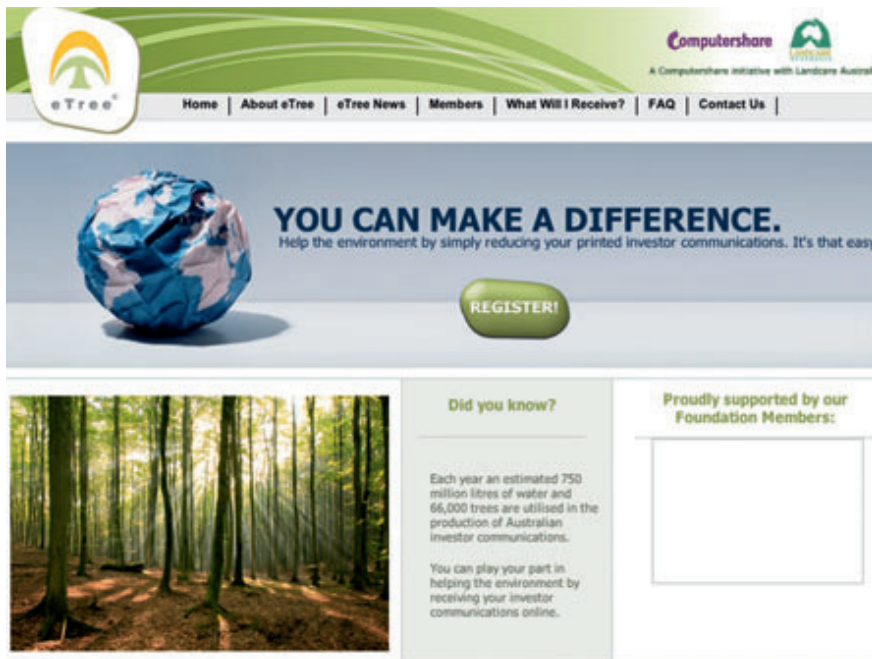 Computershare
LANDCARE
AUSTRALIA
A Computershare initiative with Landcare Austral
eTree®
Home | About eTree | eTree News | Members | What Will I Receive? | FAQ | Contact Us |
YOU CAN MAKE A DIFFERENCE.
Help the environment by simply reducing your printed investor communications. It's that easy
REGISTER!
Did you know?
Each year an estimated 750
million litres of water and
66,000 trees are utilised in the
production of Australian
investor communications.
You can play your part in
helping the environment by
receiving your investor
communications online.
Proudly supported by our
Foundation Members: